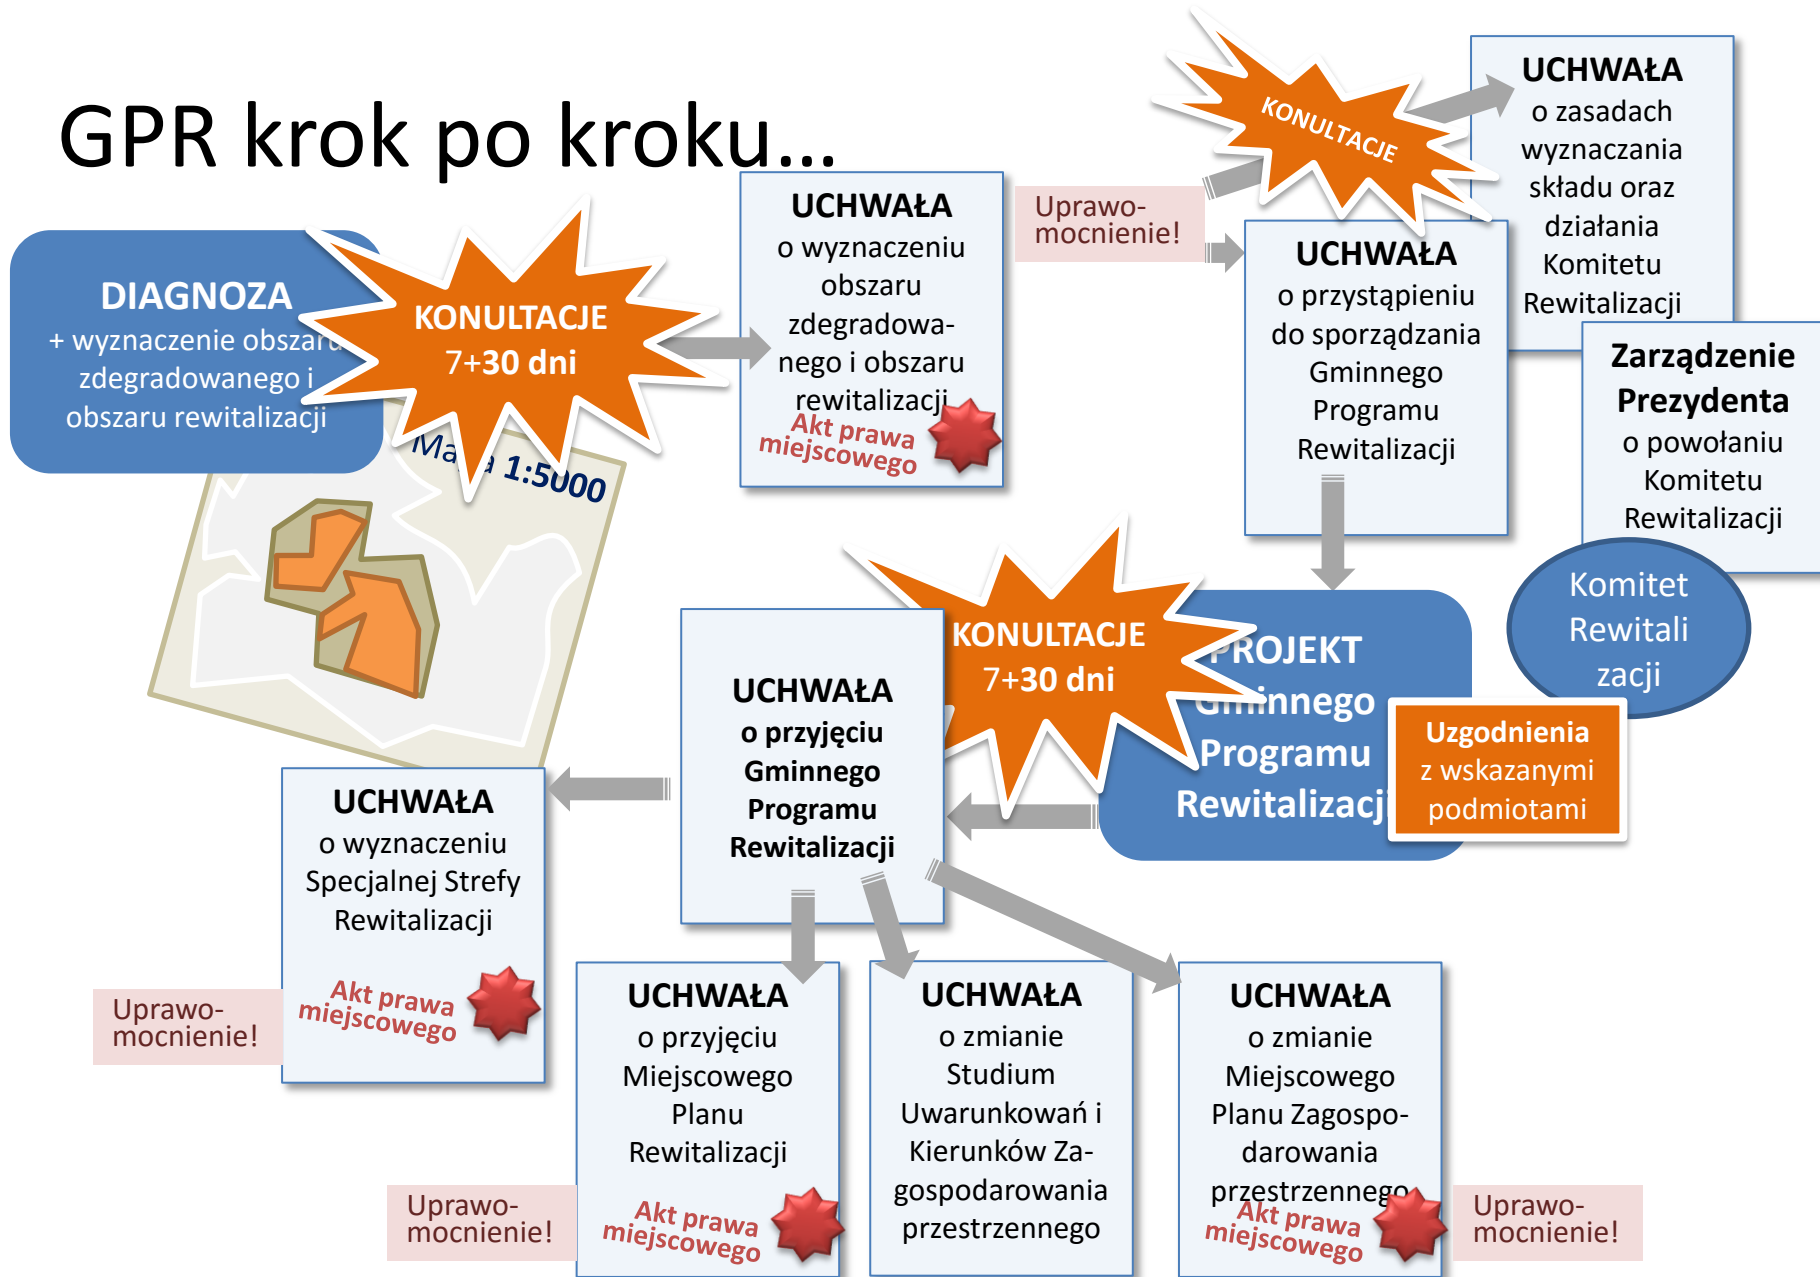 GPR krok po kroku...
DIAGNOZA
+ wyznaczenie obszaru
zdegradowanego i
obszaru rewitalizacji
KONULTACJE
7+30 dni
Mapa 1:5000
UCHWAŁA
o wyznaczeniu
obszaru
zdegradowa-
nego i obszaru
rewitalizacji
Akt prawa
miejscowego
Uprawo-
mocnienie!
KONULTACJE
UCHWAŁA
o zasadach
wyznaczania
składu oraz
działania
Komitetu
Rewitalizacji
UCHWAŁA
o przystąpieniu
do sporządzania
Gminnego
Programu
Rewitalizacji
Zarządzenie
Prezydenta
o powołaniu
Komitetu
Rewitalizacji
Komitet
Rewitali
zacji
PROJEKT
Gminnego
Programu
Rewitalizacji
Uzgodnienia
z wskazanymi
podmiotami
KONULTACJE
7+30 dni
UCHWAŁA
o przyjęciu
Gminnego
Programu
Rewitalizacji
UCHWAŁA
o wyznaczeniu
Specjalnej Strefy
Rewitalizacji
Akt prawa
miejscowego
Uprawo-
mocnienie!
UCHWAŁA
o przyjęciu
Miejscowego
Planu
Rewitalizacji
Akt prawa
miejscowego
Uprawo-
mocnienie!
UCHWAŁA
o zmianie
Studium
Uwarunkowań i
Kierunków Za-
gospodarowania
przestrzennego
UCHWAŁA
o zmianie
Miejscowego
Planu Zagospo-
darowania
przestrzennego
Akt prawa
miejscowego
Uprawo-
mocnienie!